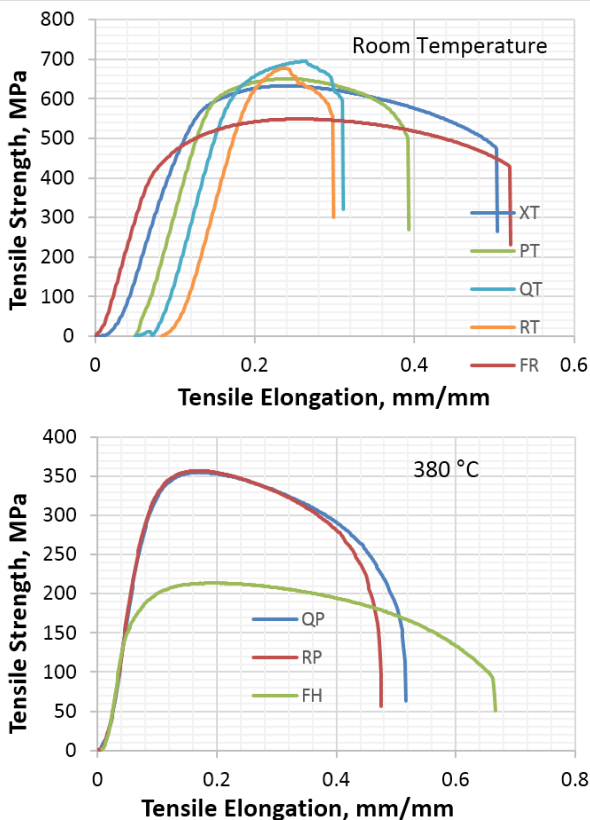 800
Room Temperature
700
600
500
400
300
200
100
0
Tensile Strength, MPa
XT
PT
QT
RT
FR
0
0.2
0.4
0.6
Tensile Elongation, mm/mm
400
380 °C
350
300
250
200
150
100
50
0
Tensile Strength, MPa
QP
RP
FH
0
0.2
0.4
0.6
0.8
Tensile Elongation, mm/mm